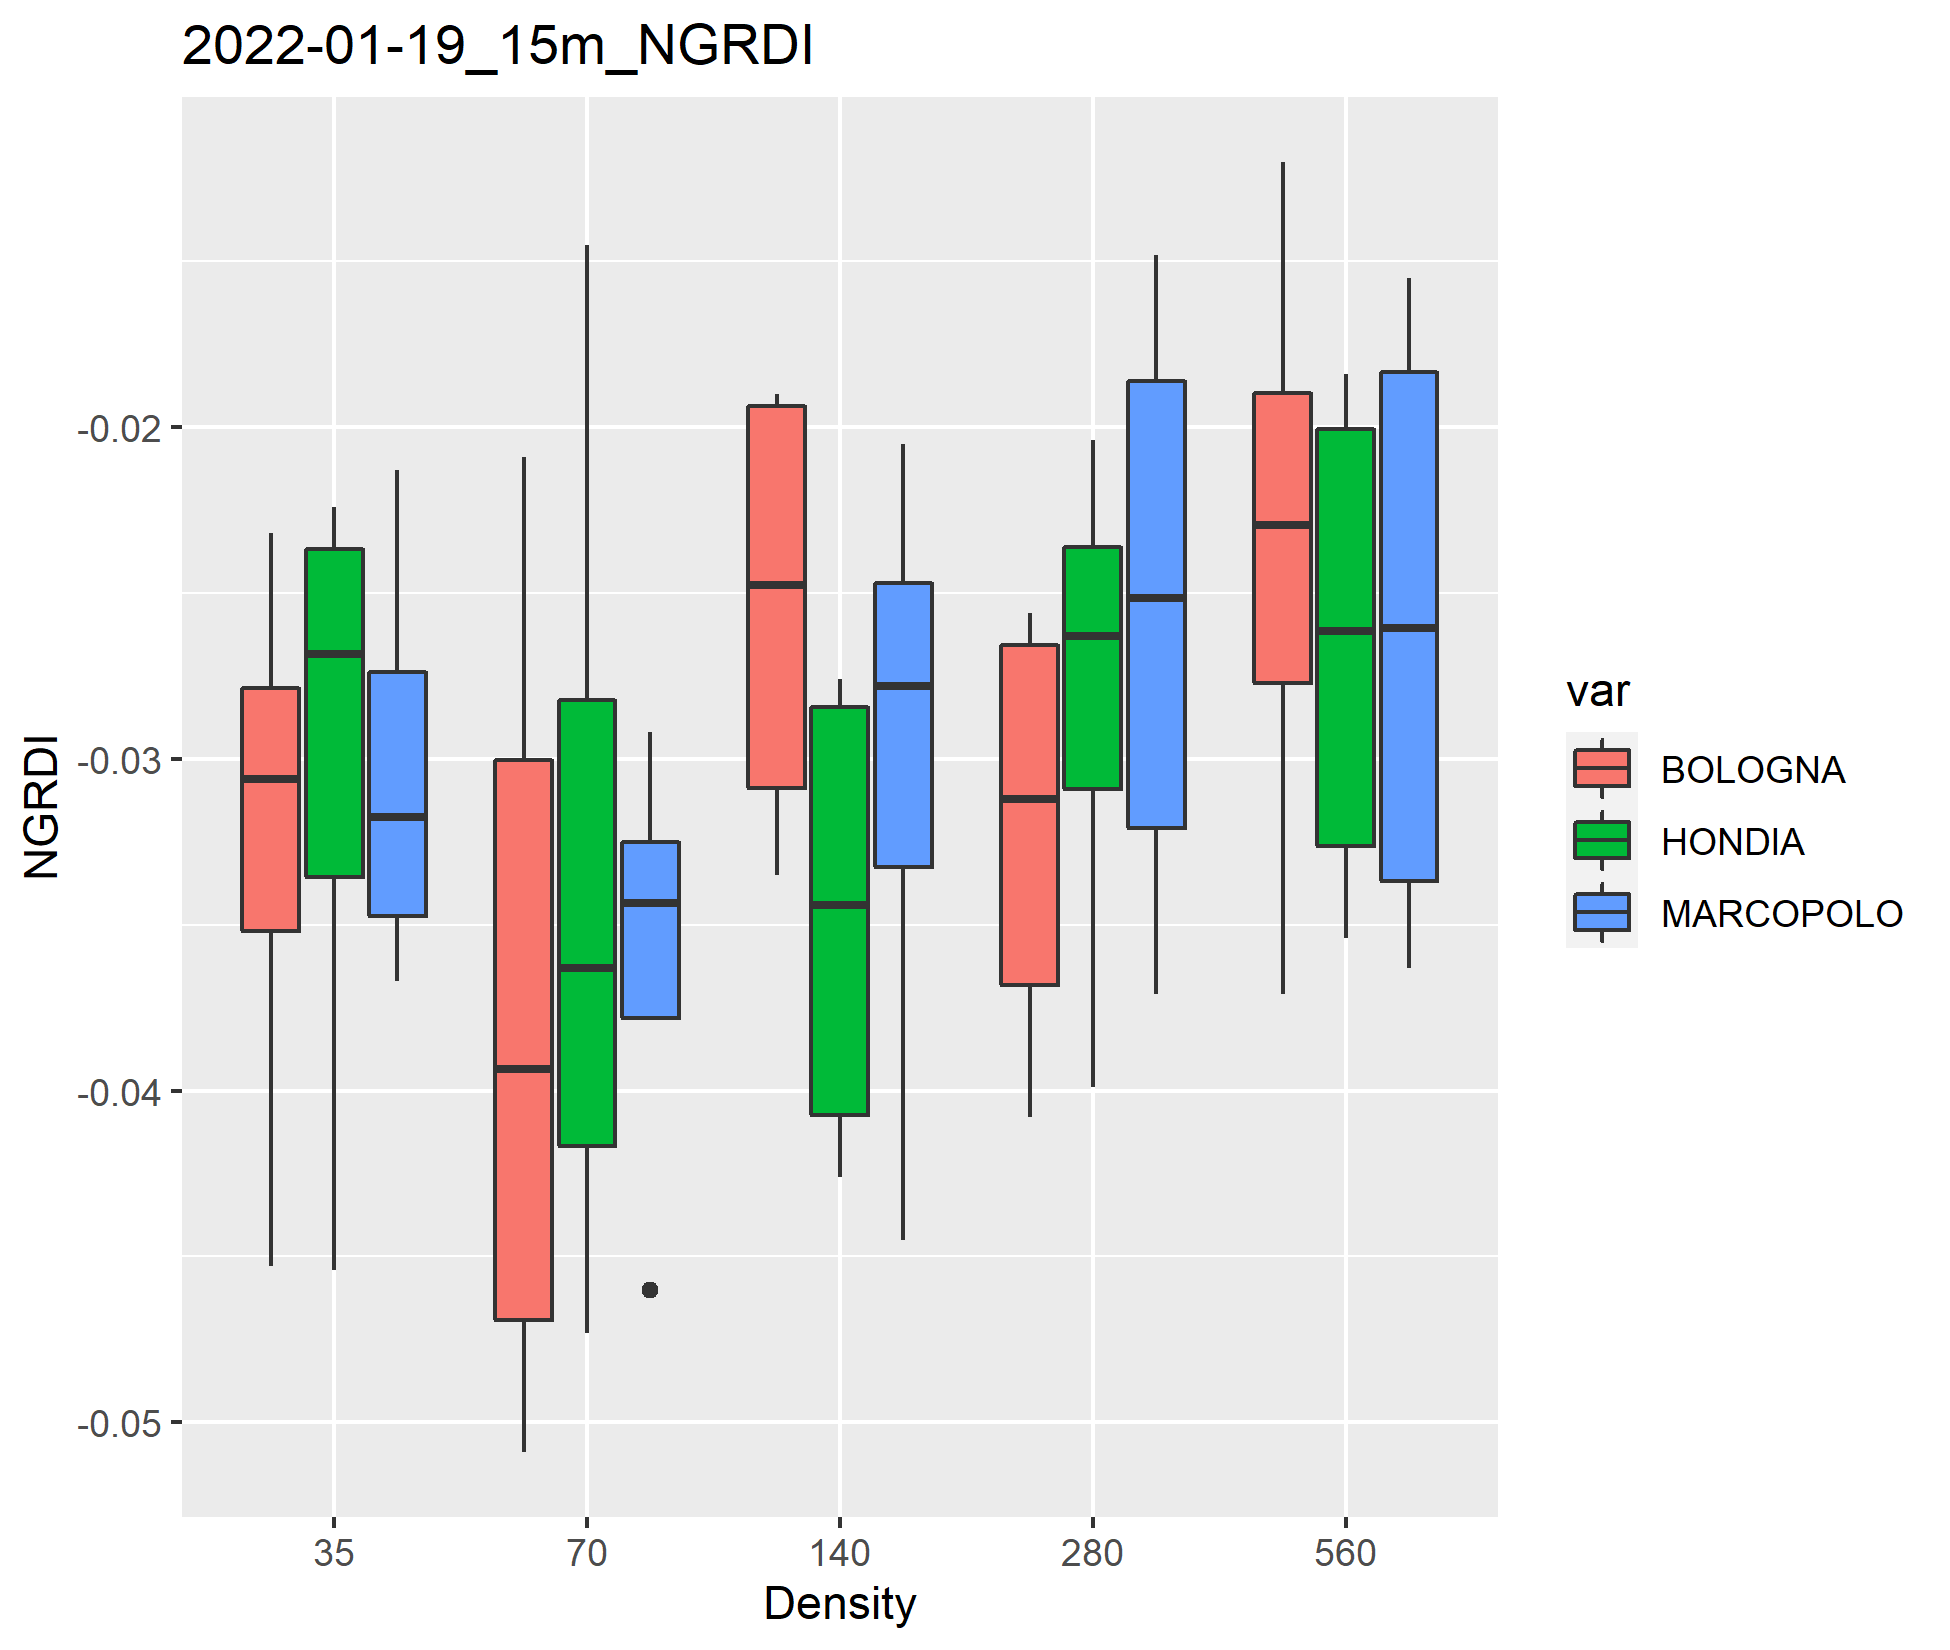 2022-01-19_15m_NGRDI
NGRDI
-0.02
-0.03
-0.04
-0.05
35 70 140 280 560
Density
var
BOLOGNA
HONDIA
MARCOPOLO